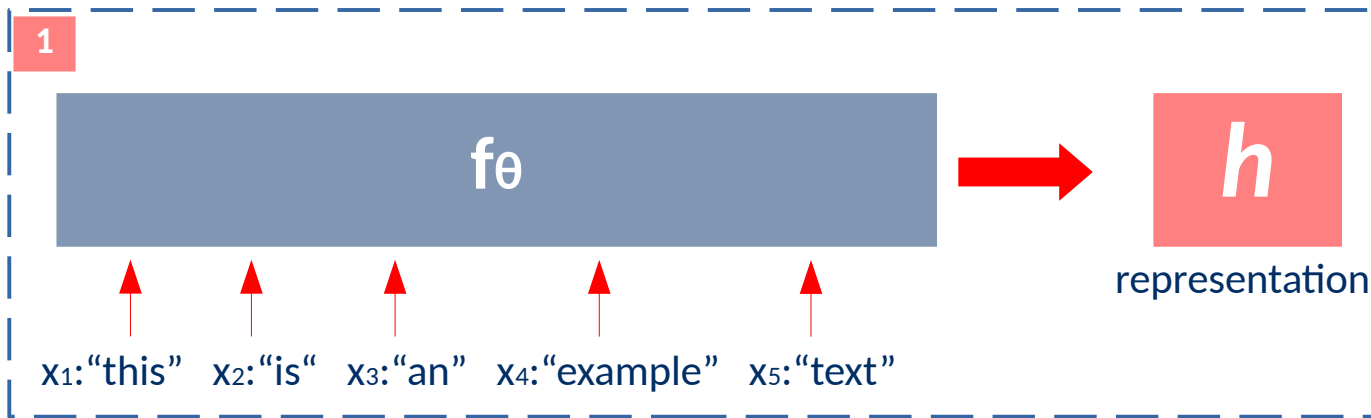 1
fθ
h
representation
x1:“this” x2:“is“ x3:“an” x4:“example” x5:“text”